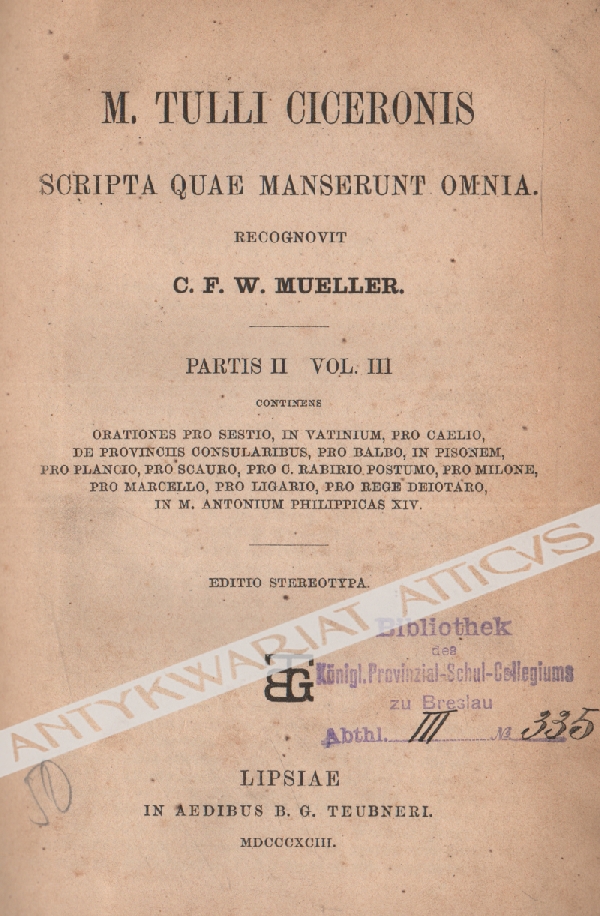 M. TULLI CICERONIS
SCRIPTA QUAE MANSERUNT OMNIA.
RECOGNOVIT
C. F. W. MUELLER.
PARTIS II VOL. III
CONTINENS
ORATIONES PRO SESTIO, IN VATINIUM, PRO CAELIO,
DE PROVINCIIS CONSULARIBUS, PRO BALBO, IN PISONEM,
PRO PLANCIO, PRO SCAURO, PRO C. RABIRIO POSTUMO, PRO MILONE,
PRO MARCELLO, PRO LIGARIO, PRO REGE DEIOTARO,
IN M. ANTONIUM PHILIPPICAS XIV.
EDITIO STEREOTYPA.
ANTYKWARIAT ATTICVS
Bibliothek
des
Königl. Provinzial-Schul-Collegiums
zu Breslau
Abthl. III № 335
BTG
50
LIPSIAE
IN AEDIBUS B. G. TEUBNERI.
MDCCCXCIII.